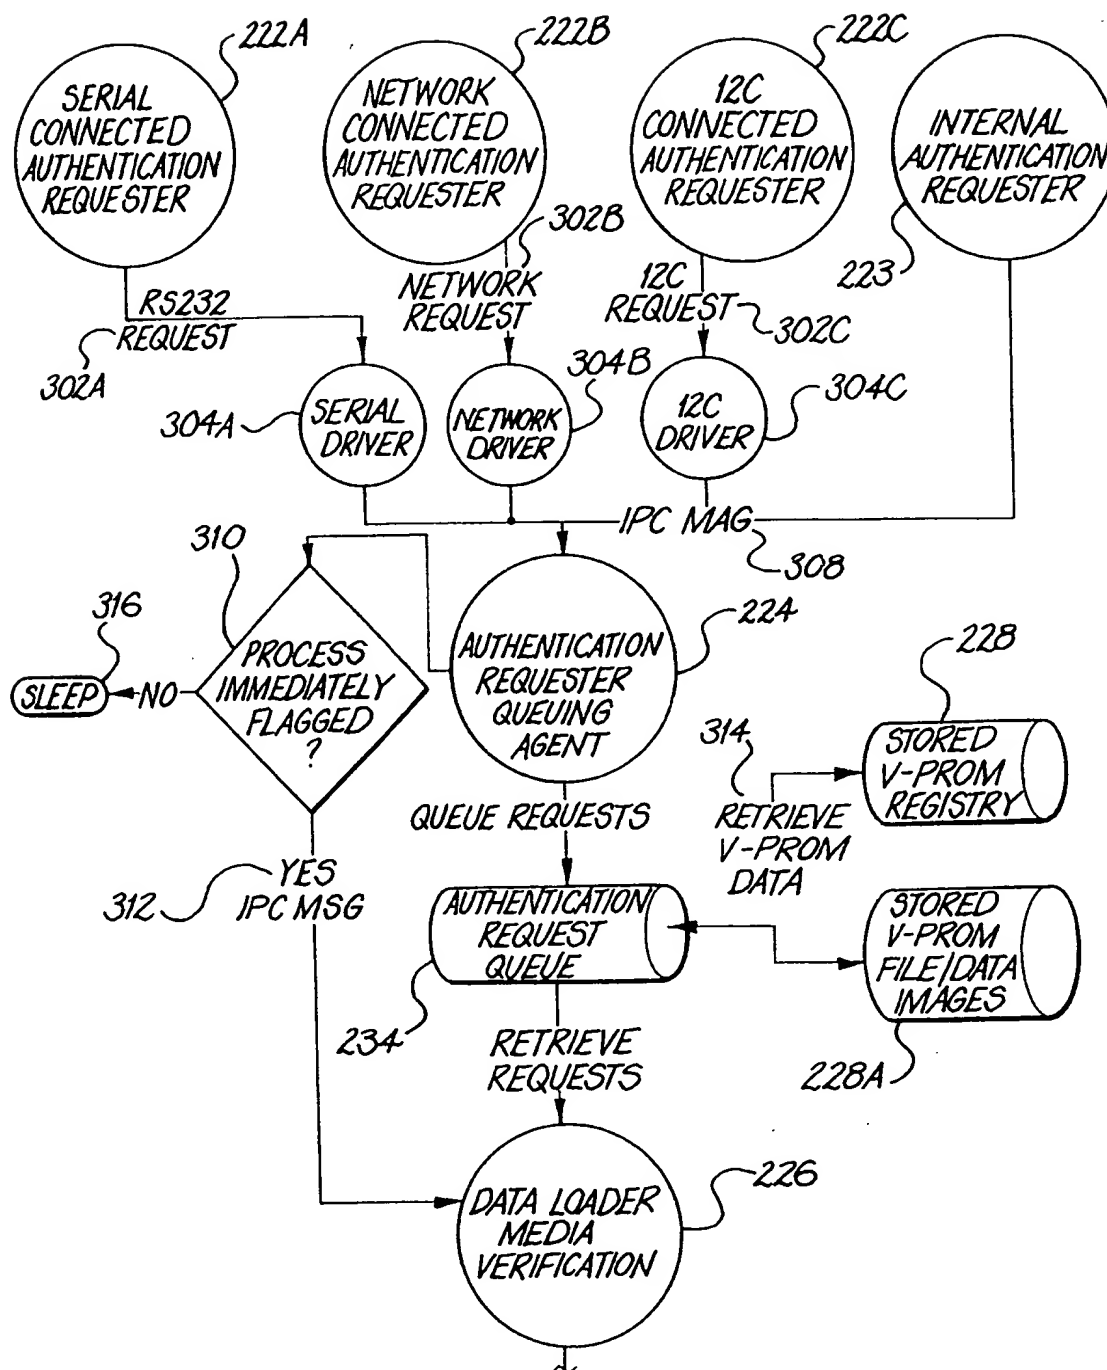 222A
222B
222C
SERIAL
CONNECTED
AUTHENTICATION
REQUESTER
NETWORK
CONNECTED
AUTHENTICATION
REQUESTER
12C
CONNECTED
AUTHENTICATION
REQUESTER
INTERNAL
AUTHENTICATION
REQUESTER
223
RS232
REQUEST
302A
302B
NETWORK
REQUEST
12C
REQUEST
302C
304A
SERIAL
DRIVER
304B
NETWORK
DRIVER
12C
DRIVER
304C
IPC MAG
308
310
316
SLEEP
NO
PROCESS
IMMEDIATELY
FLAGGED
?
224
AUTHENTICATION
REQUESTER
QUEUING
AGENT
228
STORED
V-PROM
REGISTRY
314
RETRIEVE
V-PROM
DATA
QUEUE REQUESTS
312
YES
IPC MSG
AUTHENTICATION
REQUEST
QUEUE
234
STORED
V-PROM
FILE/DATA
IMAGES
228A
RETRIEVE
REQUESTS
DATA LOADER
MEDIA
VERIFICATION
226